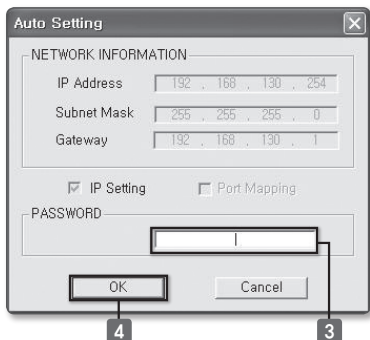 Auto Setting
NETWORK INFORMATION
IP Address 192 . 168 . 130 . 254
Subnet Mask 255 . 255 . 255 . 0
Gateway 192 . 168 . 130 . 1
IP Setting Port Mapping
PASSWORD
OK Cancel
4 3